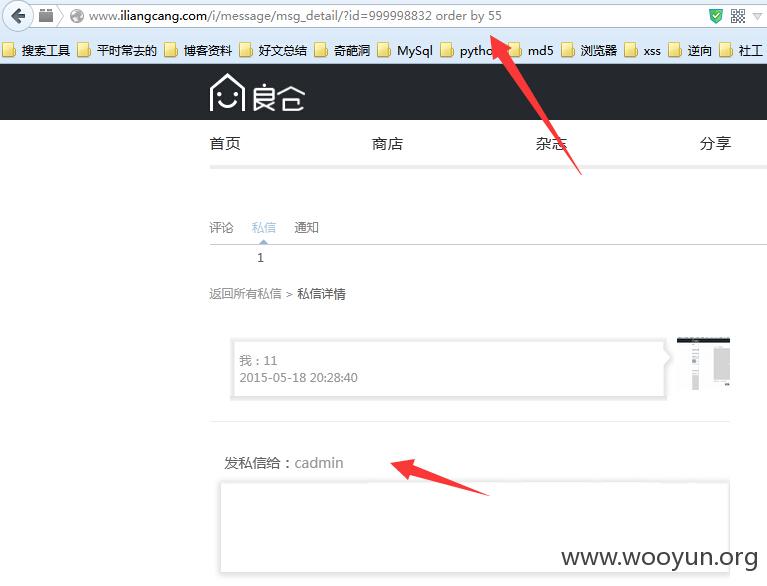 www.iliangcang.com/i/message/msg_detail/?id=999998832 order by 55
搜索工具 平时常去的 博客资料 好文总结 奇葩洞 MySql pytho md5 浏览器 xss 逆向 社工
良仓
首页 商店 杂志 分享
评论 私信 通知
1
返回所有私信 > 私信详情
我：11
2015-05-18 20:28:40
发私信给：cadmin
www.wooyun.org